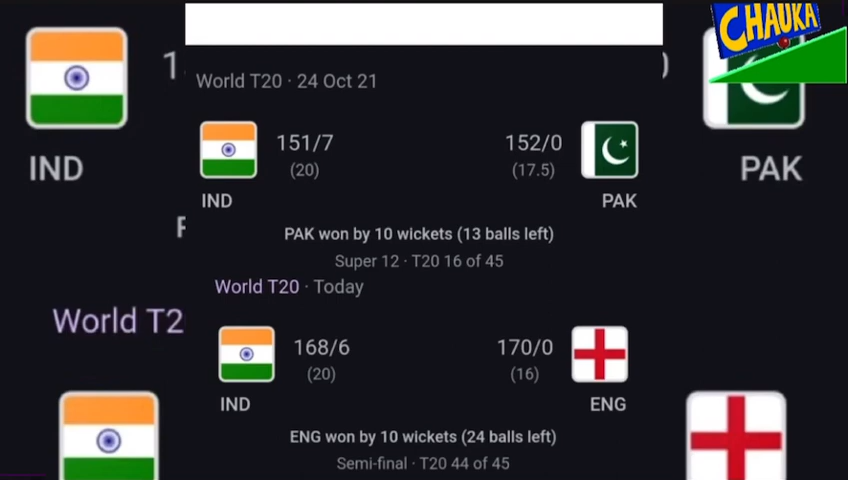 CHAUKA
World T20 · 24 Oct 21
151/7
152/0
(20)
(17.5)
IND
PAK
PAK won by 10 wickets (13 balls left)
Super 12 · T20 16 of 45
World T20 · Today
168/6
170/0
(20)
(16)
IND
ENG
ENG won by 10 wickets (24 balls left)
Semi-final · T20 44 of 45
IND
PAK
World T2